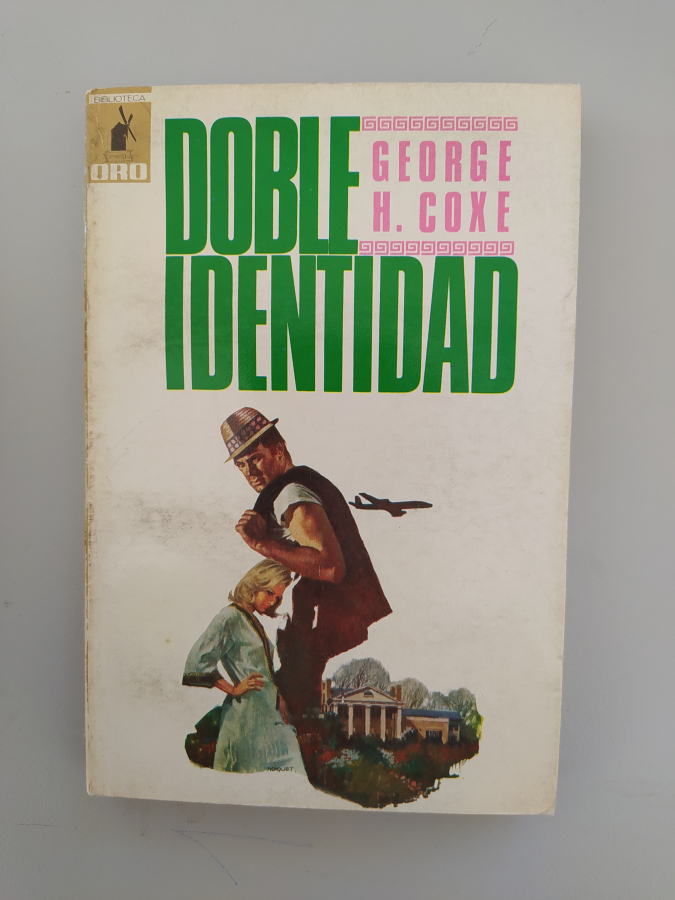 BIBLIOTECA
ORO
DOBLE
IDENTIDAD
GEORGE
H. COXE